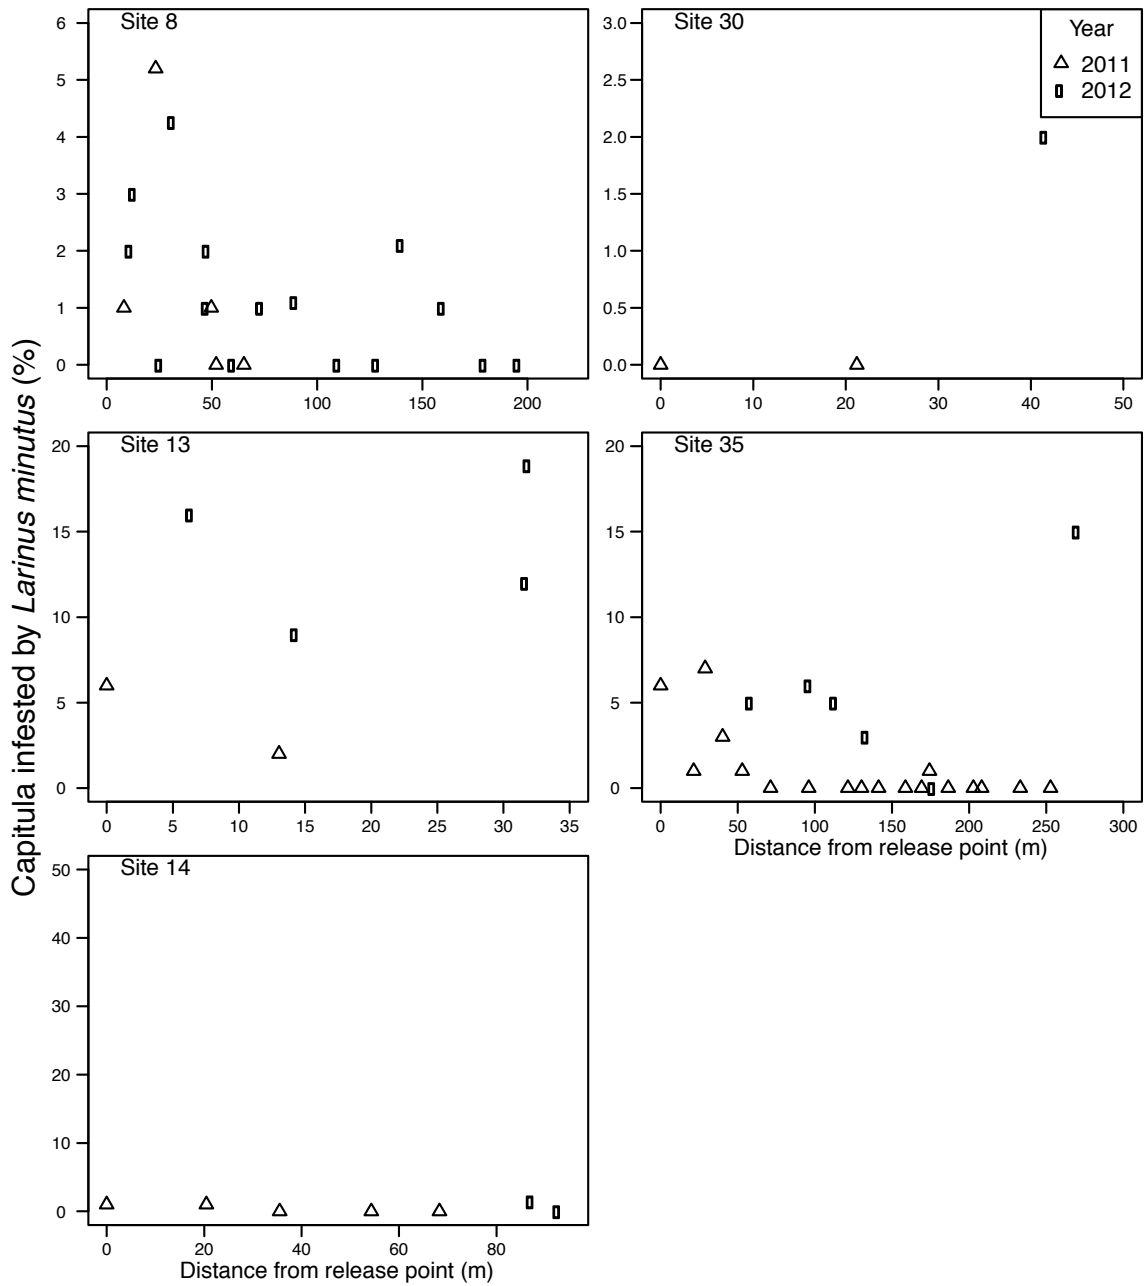 Capitula infested by Larinus minutus (%)
Site 8
6
5
4
3
2
1
0
0 50 100 150 200
Site 30
3.0
2.5
2.0
1.5
1.0
0.5
0.0
0 10 20 30 40 50
Year
2011
2012
Site 13
20
15
10
5
0
0 5 10 15 20 25 30 35
Site 35
20
15
10
5
0
0 50 100 150 200 250 300
Distance from release point (m)
Site 14
50
40
30
20
10
0
0 20 40 60 80
Distance from release point (m)